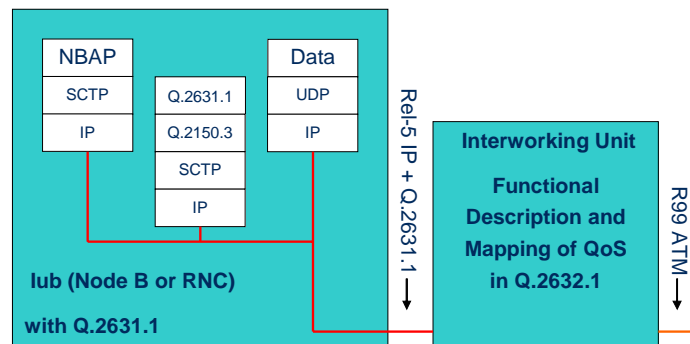 NBAP
SCTP
IP
Q.2631.1
Q.2150.3
SCTP
IP
Data
UDP
IP
Iub (Node B or RNC)
with Q.2631.1
Rel-5 IP + Q.2631.1
Interworking Unit
Functional
Description and
Mapping of QoS
in Q.2632.1
R99 ATM